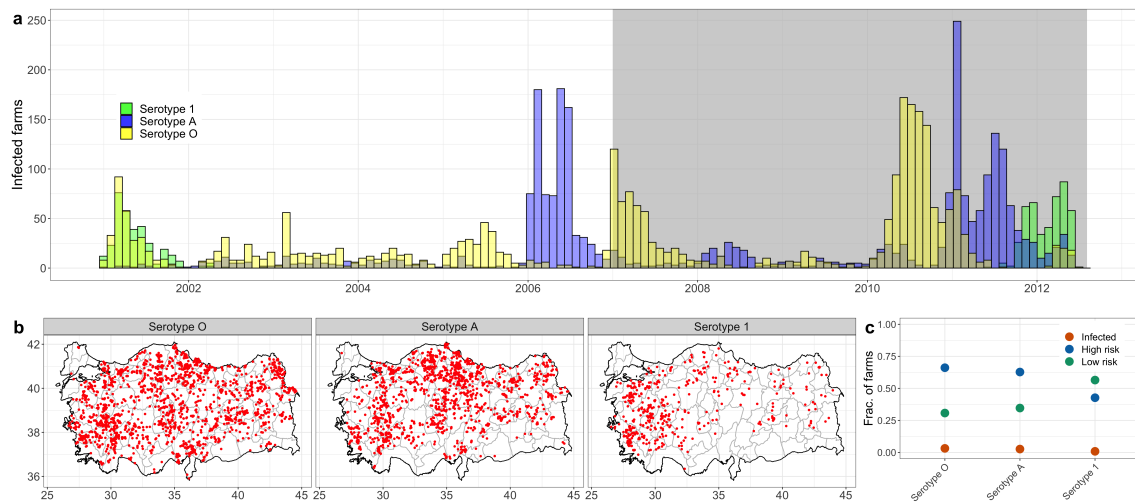 a
Infected farms
250
200
150
100
50
0
Serotype 1
Serotype A
Serotype O
2002 2004 2006 2008 2010 2012
b
Serotype O Serotype A Serotype 1
42
40
38
36
25 30 35 40 45 25 30 35 40 45 25 30 35 40 45
c
Frac. of farms
1.00
0.75
0.50
0.25
0.00
Infected
High risk
Low risk
Serotype O Serotype A Serotype 1